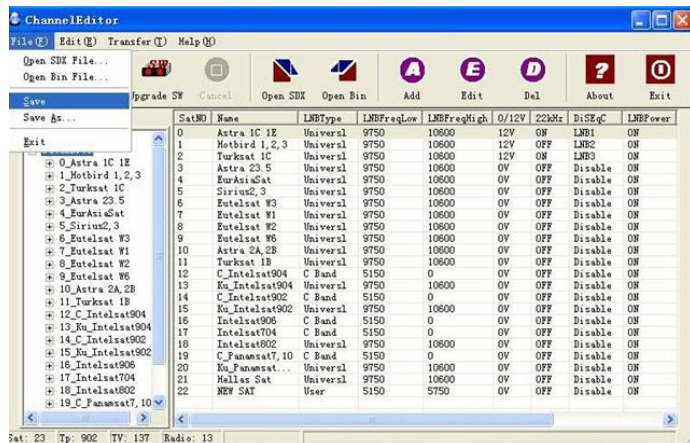 ChannelEditor
File(F) Edit(E) Transfer(T) Help(H)
Open SDX File...
Open Bin File...
Save
Save As...
Exit
Upgrade SW Cancel Open SDX Open Bin Add Edit Del About Exit
SatNO Name LNBType LNBFreqLow LNBFreqHigh 0/12V 22kHz DiSEqC LNBPower
0 Astra 1C 1E Universl 9750 10600 12V ON LNB1 ON
1 Hotbird 1,2,3 Universl 9750 10600 12V OFF LNB2 ON
2 Turksat 1C Universl 9750 10600 12V ON LNB3 ON
3 Astra 23.5 Universl 9750 10600 0V OFF Disable ON
4 EurAsiaSat Universl 9750 10600 0V OFF Disable ON
5 Sirius2,3 Universl 9750 10600 0V OFF Disable ON
6 Eutelsat W3 Universl 9750 10600 0V OFF Disable ON
7 Eutelsat W1 Universl 9750 10600 0V OFF Disable ON
8 Eutelsat W2 Universl 9750 10600 0V OFF Disable ON
9 Eutelsat W6 Universl 9750 10600 0V OFF Disable ON
10 Astra 2A,2B Universl 9750 10600 0V OFF Disable ON
11 Turksat 1B Universl 9750 10600 0V OFF Disable ON
12 C_Intelsat904 C Band 5150 0 0V OFF Disable ON
13 Ku_Intelsat904 Universl 9750 10600 0V OFF Disable ON
14 C_Intelsat902 C Band 5150 0 0V OFF Disable ON
15 Ku_Intelsat902 Universl 9750 10600 0V OFF Disable ON
16 Intelsat906 C Band 5150 0 0V OFF Disable ON
17 Intelsat704 C Band 5150 0 0V OFF Disable ON
18 Intelsat802 Universl 9750 10600 0V OFF Disable ON
19 C_Panamsat7,10 C Band 5150 0 0V OFF Disable ON
20 Ku_Panamsat... Universl 9750 10600 0V OFF Disable ON
21 Hellas Sat Universl 9750 10600 0V OFF Disable ON
22 NEW SAT User 5150 5750 0V OFF Disable ON
0_Astra 1C 1E
1_Hotbird 1,2,3
2_Turksat 1C
3_Astra 23.5
4_EurAsiaSat
5_Sirius2,3
6_Eutelsat W3
7_Eutelsat W1
8_Eutelsat W2
9_Eutelsat W6
10_Astra 2A,2B
11_Turksat 1B
12_C_Intelsat904
13_Ku_Intelsat904
14_C_Intelsat902
15_Ku_Intelsat902
16_Intelsat906
17_Intelsat704
18_Intelsat802
19_C_Panamsat7,10
Sat: 23 Tp: 902 TV: 137 Radio: 13